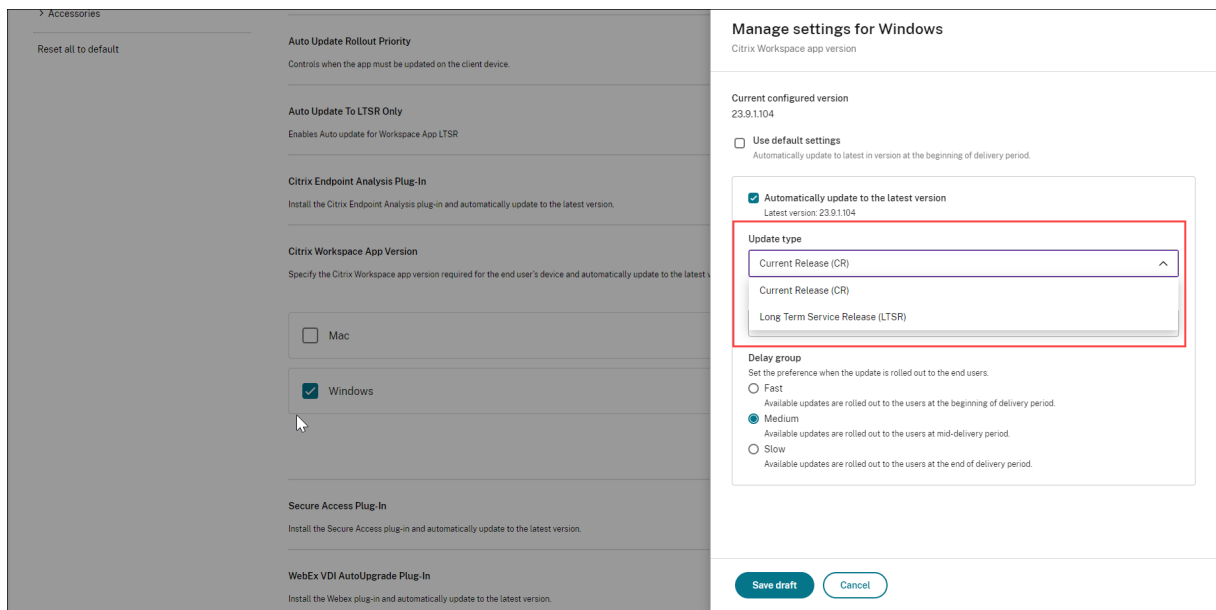 > Accessories
Reset all to default
Auto Update Rollout Priority
Controls when the app must be updated on the client device.
Auto Update To LTSR Only
Enables Auto update for Workspace App LTSR
Citrix Endpoint Analysis Plug-In
Install the Citrix Endpoint Analysis plug-in and automatically update to the latest version.
Citrix Workspace App Version
Specify the Citrix Workspace app version required for the end user's device and automatically update to the latest v
Mac
Windows
Secure Access Plug-In
Install the Secure Access plug-in and automatically update to the latest version.
WebEx VDI AutoUpgrade Plug-In
Install the Webex plug-in and automatically update to the latest version.
Manage settings for Windows
Citrix Workspace app version
Current configured version
23.9.1.104
Use default settings
Automatically update to latest in version at the beginning of delivery period.
Automatically update to the latest version
Latest version: 23.9.1.104
Update type
Current Release (CR)
Current Release (CR)
Long Term Service Release (LTSR)
Delay group
Set the preference when the update is rolled out to the end users.
Fast
Available updates are rolled out to the users at the beginning of delivery period.
Medium
Available updates are rolled out to the users at mid-delivery period.
Slow
Available updates are rolled out to the users at the end of delivery period.
Save draft
Cancel